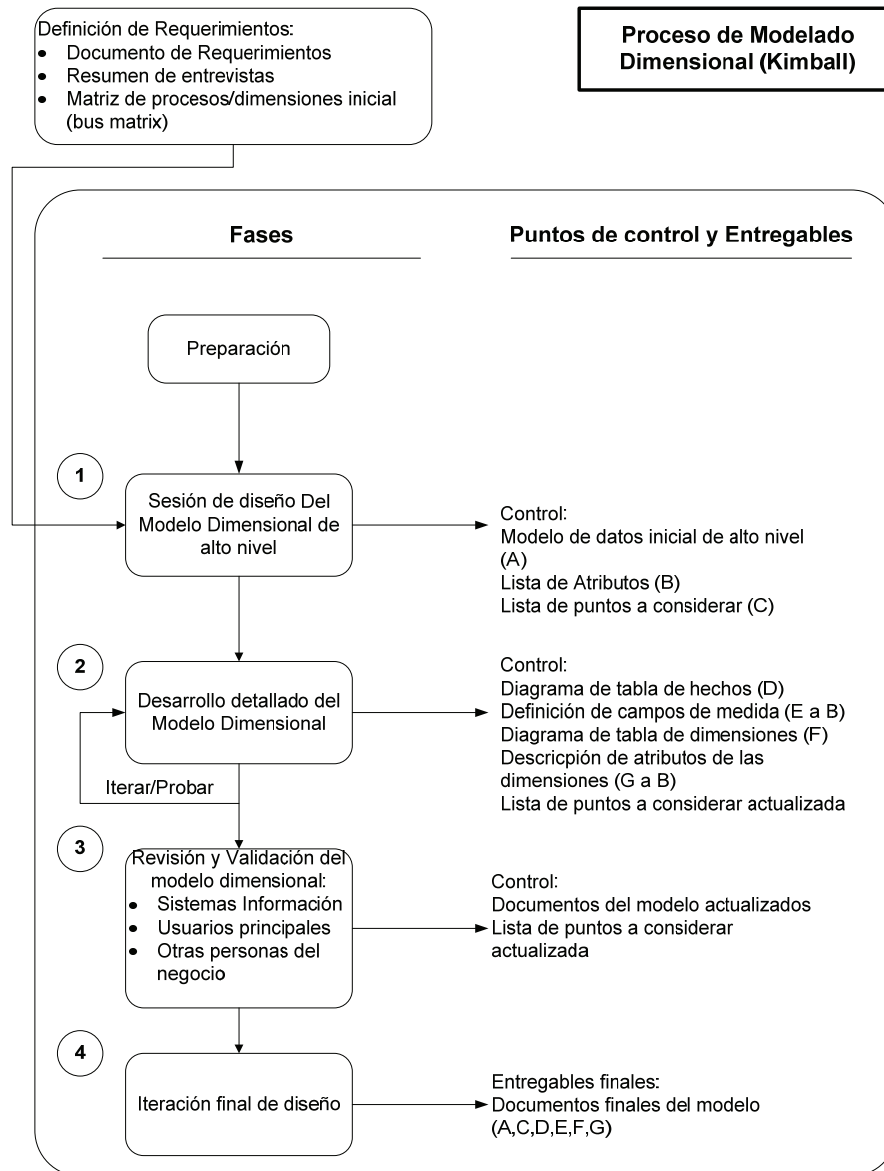 Definición de Requerimientos:
● Documento de Requerimientos
● Resumen de entrevistas
● Matriz de procesos/dimensiones inicial
(bus matrix)
Proceso de Modelado
Dimensional (Kimball)
Fases
Puntos de control y Entregables
Preparación
1
Sesión de diseño Del
Modelo Dimensional de
alto nivel
Control:
Modelo de datos inicial de alto nivel
(A)
Lista de Atributos (B)
Lista de puntos a considerar (C)
2
Desarrollo detallado del
Modelo Dimensional
Iterar/Probar
Control:
Diagrama de tabla de hechos (D)
Definición de campos de medida (E a B)
Diagrama de tabla de dimensiones (F)
Descricpión de atributos de las
dimensiones (G a B)
Lista de puntos a considerar actualizada
3
Revisión y Validación del
modelo dimensional:
● Sistemas Información
● Usuarios principales
● Otras personas del
negocio
Control:
Documentos del modelo actualizados
Lista de puntos a considerar
actualizada
4
Iteración final de diseño
Entregables finales:
Documentos finales del modelo
(A,C,D,E,F,G)